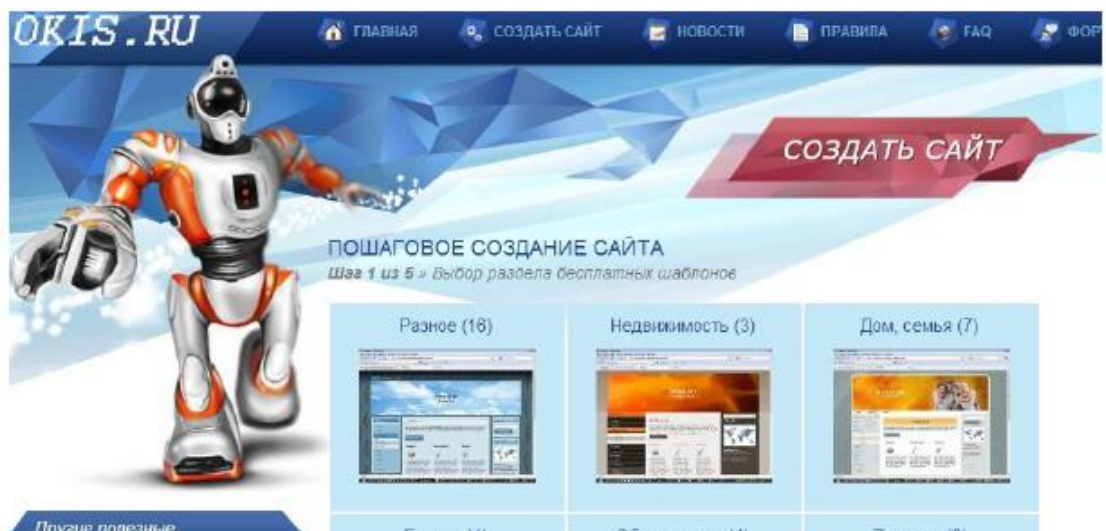 OKIS.RU
ГЛАВНАЯ СОЗДАТЬ САЙТ НОВОСТИ ПРАВИЛА FAQ ФОР
СОЗДАТЬ САЙТ
ПОШАГОВОЕ СОЗДАНИЕ САЙТА
Шаг 1 из 5 » Выбор раздела бесплатных шаблонов
Разное (16) Недвижимость (3) Дом, семья (7)
Другие полезные